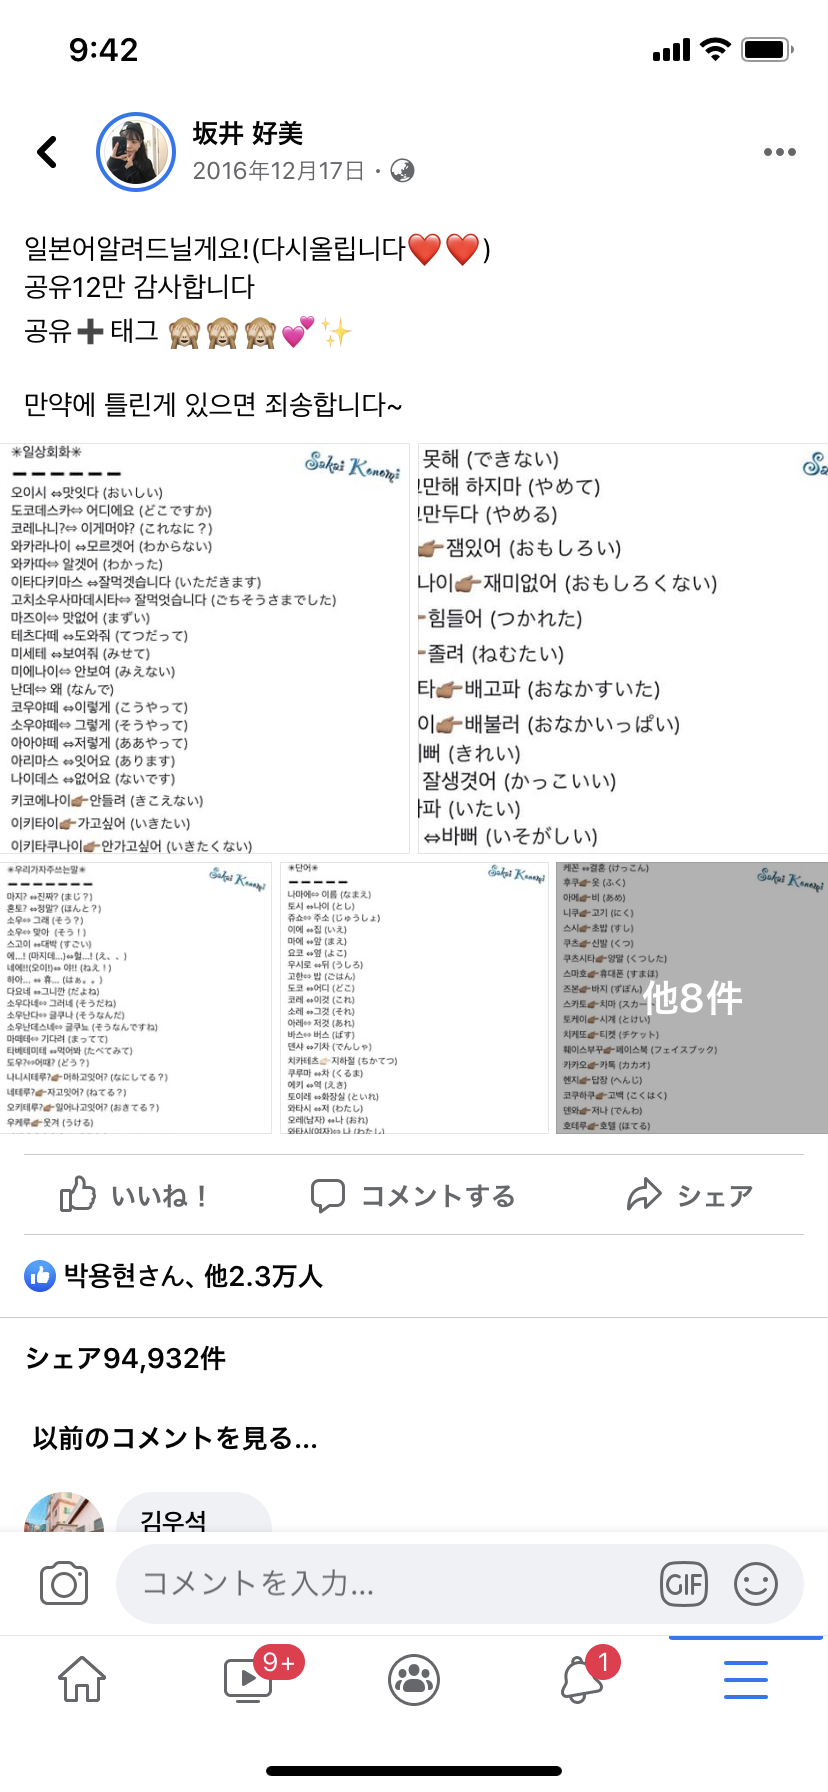 9:42
坂井 好美
2016年12月17日
일본어알려드닐게요!(다시올립니다❤️❤️)
공유12만 감사합니다
공유➕태그 🙈🙈🙈💕✨
만약에 틀린게 있으면 죄송합니다~
✳일상회화✳
Sakai Konomi
오이시 ⇔맛잇다 (おいしい)
도코데스카⇔ 어디에요 (どこですか)
코레나니?⇔ 이게머야? (これなに？)
와카라나이 ⇔모르겟어 (わからない)
와카따⇔ 알겟어 (わかった)
이타다키마스 ⇔잘먹겟습니다 (いただきます)
고치소우사마데시타⇔ 잘먹엇습니다 (ごちそうさまでした)
마즈이⇔ 맛없어 (まずい)
테츠다떼 ⇔도와줘 (てつだって)
미세테 ⇔보여줘 (みせて)
미에나이⇔ 안보여 (みえない)
난데⇔ 왜 (なんで)
코우야떼 ⇔이렇게 (こうやって)
소우야떼⇔ 그렇게 (そうやって)
아아야떼 ⇔저렇게 (ああやって)
아리마스 ⇔잇어요 (あります)
나이데스 ⇔없어요 (ないです)
키코에나이👉안들려 (きこえない)
이키타이👉가고싶어 (いきたい)
이키타쿠나이👉안가고싶어 (いきたくない)
못해 (できない)
만해 하지마 (やめて)
만두다 (やめる)
👉잼있어 (おもしろい)
나이👉재미없어 (おもしろくない)
힘들어 (つかれた)
졸려 (ねむたい)
타👉배고파 (おなかすいた)
이👉배불러 (おなかいっぱい)
뻐 (きれい)
잘생겻어 (かっこいい)
파 (いたい)
⇔바뻐 (いそがしい)
✳우리가자주쓰는말✳
Sakai Konomi
마지? ⇔진짜? (まじ？)
혼토? ⇔정말? (ほんと？)
소우⇔ 그래 (そう？)
소우⇔ 맞아 (そう！)
스고이 ⇔대박 (すごい)
에...! (마지데...)⇔헐...! (え、、)
네에!!(오이!)⇔ 야!! (ねえ！)
하아... ⇔ 휴... (はぁ。。)
다요네 ⇔그니깐 (だよね)
소우다네⇔ 그러네 (そうだね)
소우난다⇔ 글쿠나 (そうなんだ)
소우난데스네⇔ 글쿠뇨 (そうなんですね)
마떼테⇔ 기다려 (まってて)
타베테미테 ⇔먹어봐 (たべてみて)
도우?⇔어때? (どう？)
나니시테루?👉머하고잇어? (なにしてる？)
네테루?👉자고잇어? (ねてる？)
오키테루?👉일어나고잇어? (おきてる？)
우케루👉웃겨 (うける)
✳단어✳
Sakai Konomi
나마에⇔ 이름 (なまえ)
토시 ⇔나이 (とし)
쥬쇼⇔ 주소 (じゅうしょ)
이에 ⇔집 (いえ)
마에 ⇔앞 (まえ)
요코 ⇔옆 (よこ)
우시로 ⇔뒤 (うしろ)
고한⇔ 밥 (ごはん)
도코 ⇔어디 (どこ)
코레 ⇔이것 (これ)
소레 ⇔그것 (それ)
아레⇔ 저것 (あれ)
바스⇔ 버스 (ばす)
덴샤 ⇔기차 (でんしゃ)
치카테츠👉지하철 (ちかてつ)
쿠루마 ⇔차 (くるま)
에키 ⇔역 (えき)
토이레 ⇔화장실 (といれ)
와타시 ⇔저 (わたし)
오레(남자) ⇔나 (おれ)
와타시(여자)⇔ 나 (わたし)
케꼰 ⇔결혼 (けっこん)
Sakai Konomi
후쿠👉옷 (ふく)
아메👉비 (あめ)
니쿠👉고기 (にく)
스시👉초밥 (すし)
쿠츠👉신발 (くつ)
쿠츠시타👉양말 (くつした)
스마호👉휴대폰 (すまほ)
즈본👉바지 (ずぼん)
스카토👉치마 (スカー
토케이👉시계 (とけい)
치케또👉티켓 (チケット)
훼이스부꾸👉페이스북 (フェイスブック)
카카오👉카톡 (カカオ)
헨지👉답장 (へんじ)
코쿠하쿠👉고백 (こくはく)
덴와👉저나 (でんわ)
호테루👉호텔 (ほてる)
他8件
いいね！
コメントする
シェア
박용현さん、他2.3万人
シェア94,932件
以前のコメントを見る...
김우석
コメントを入力...
GIF
9+
1